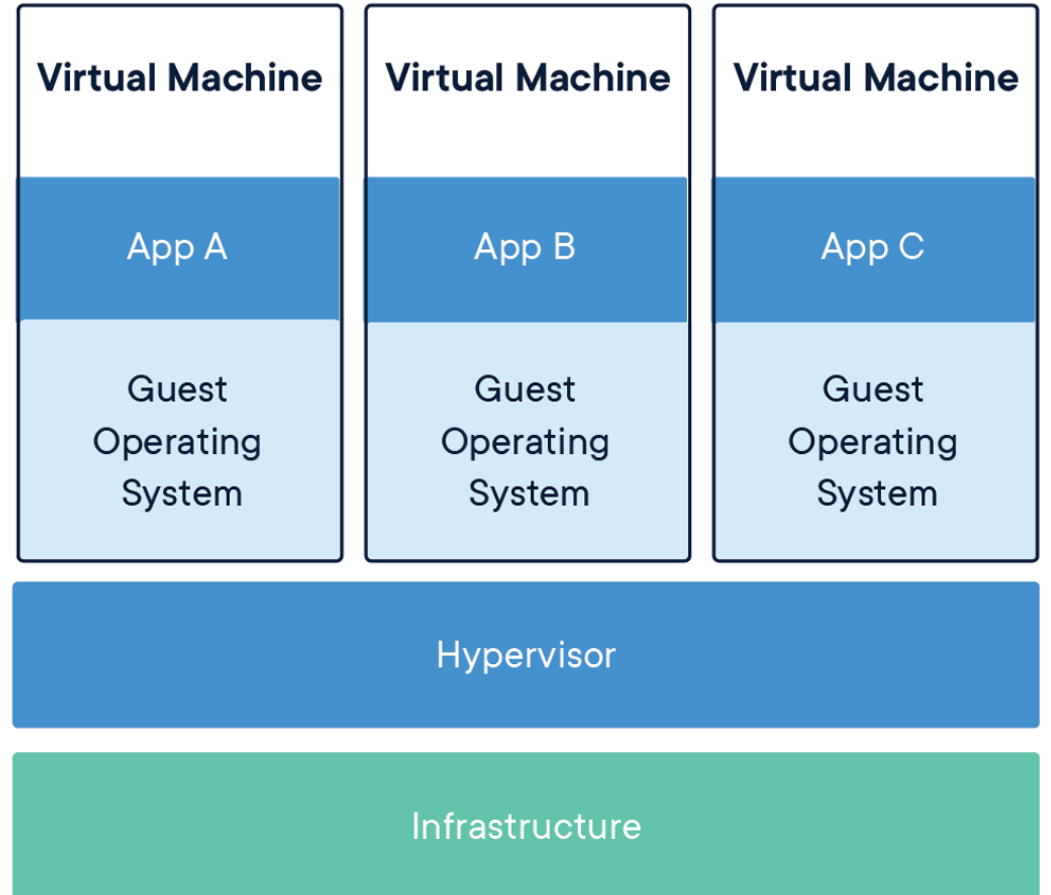 Virtual Machine
Virtual Machine
Virtual Machine
App A
App B
App C
Guest
Operating
System
Guest
Operating
System
Guest
Operating
System
Hypervisor
Infrastructure